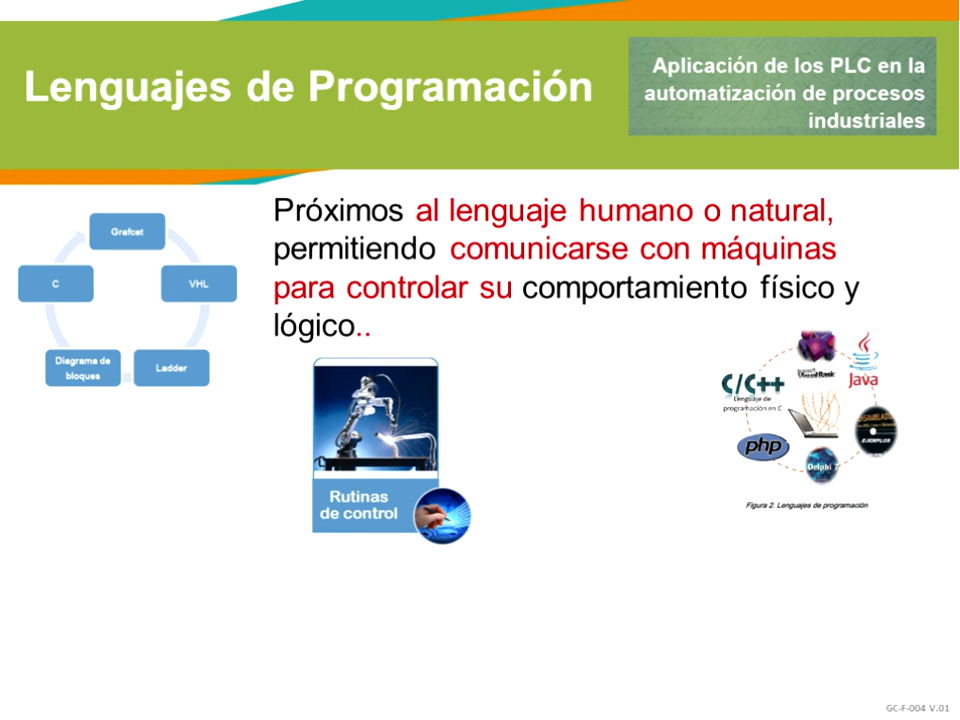 Lenguajes de Programación
Aplicación de los PLC en la
automatización de procesos
industriales
Grafcet
C
VHL
Diagrama de
bloques
Ladder
Próximos al lenguaje humano o natural,
permitiendo comunicarse con máquinas
para controlar su comportamiento físico y
lógico..
Rutinas
de control
C/C++
Lenguaje de
programación en C
Visual Basic
Java
EJEMPLOS
php
Delphi 7
Figura 2. Lenguajes de programación
GC-F-004 V.01